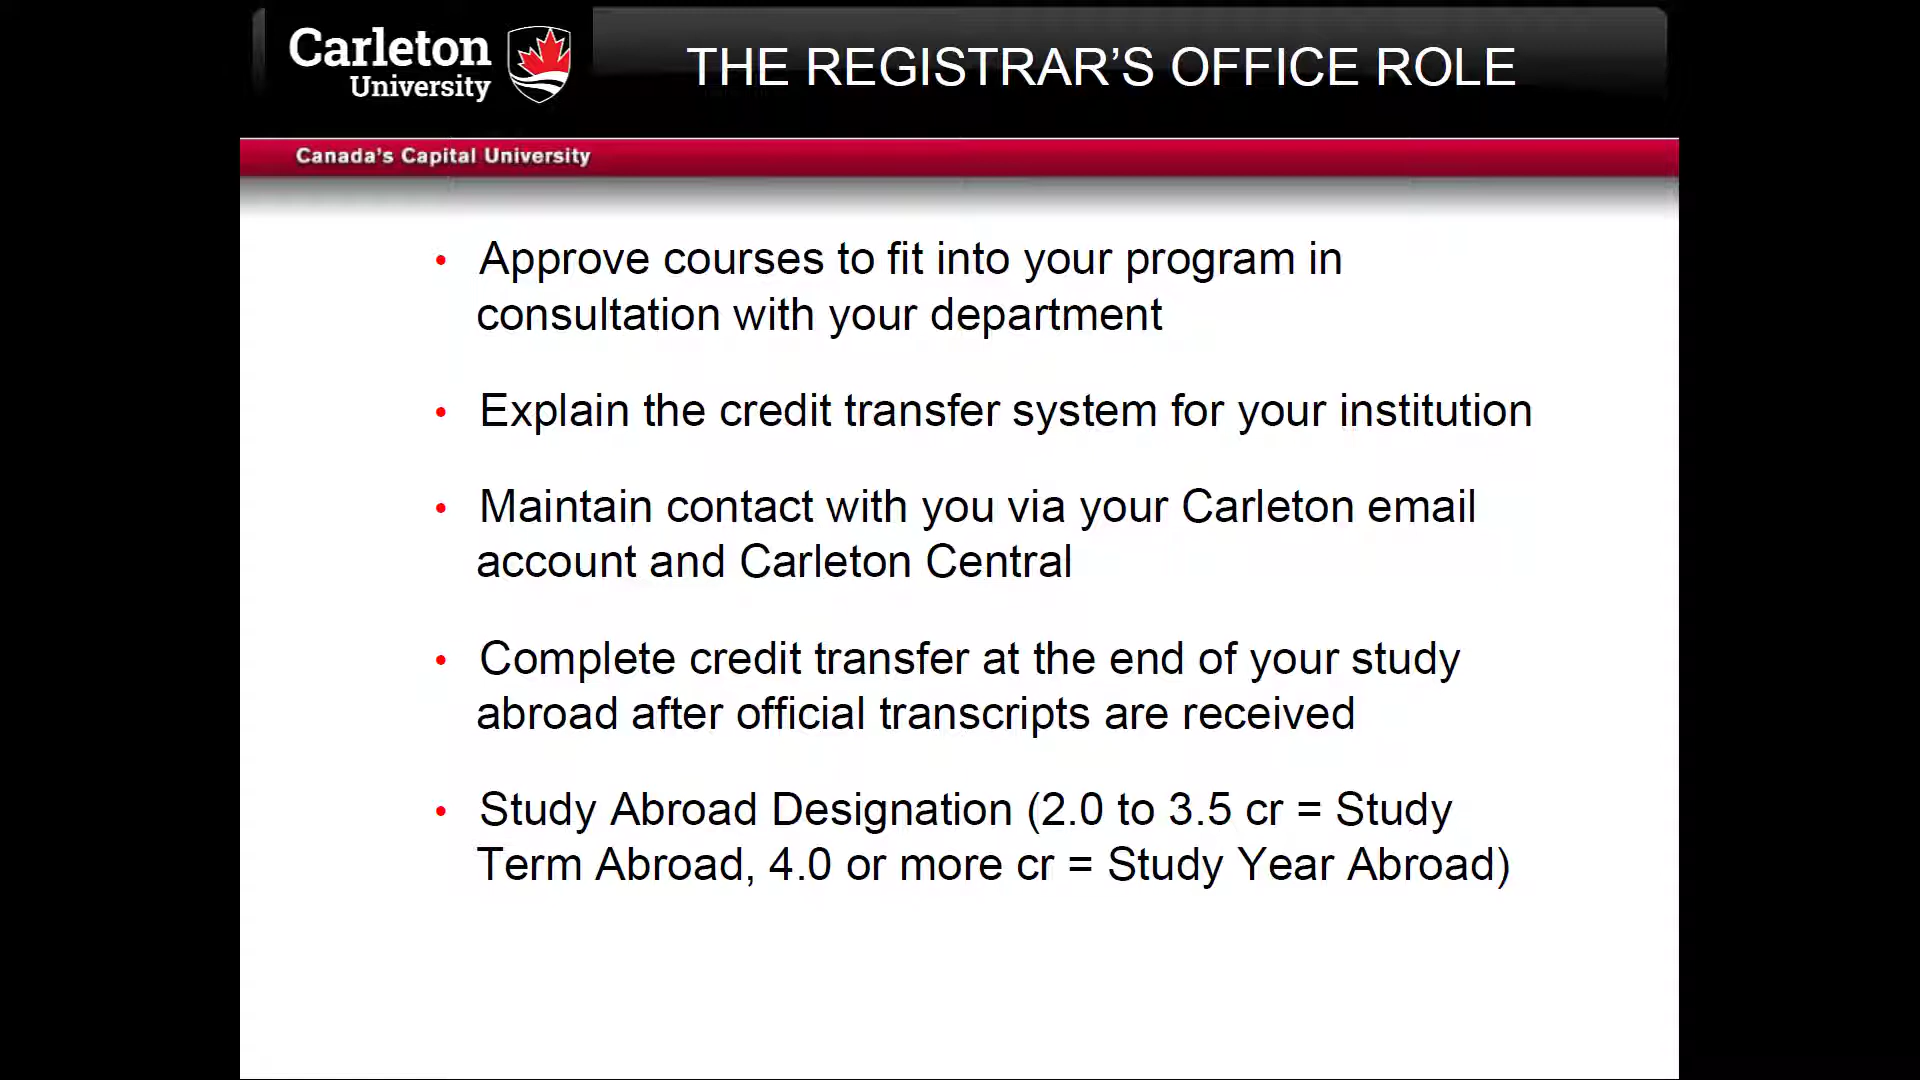 Carleton
University
THE REGISTRAR’S OFFICE ROLE
Canada’s Capital University
• Approve courses to fit into your program in
consultation with your department
• Explain the credit transfer system for your institution
• Maintain contact with you via your Carleton email
account and Carleton Central
• Complete credit transfer at the end of your study
abroad after official transcripts are received
• Study Abroad Designation (2.0 to 3.5 cr = Study
Term Abroad, 4.0 or more cr = Study Year Abroad)